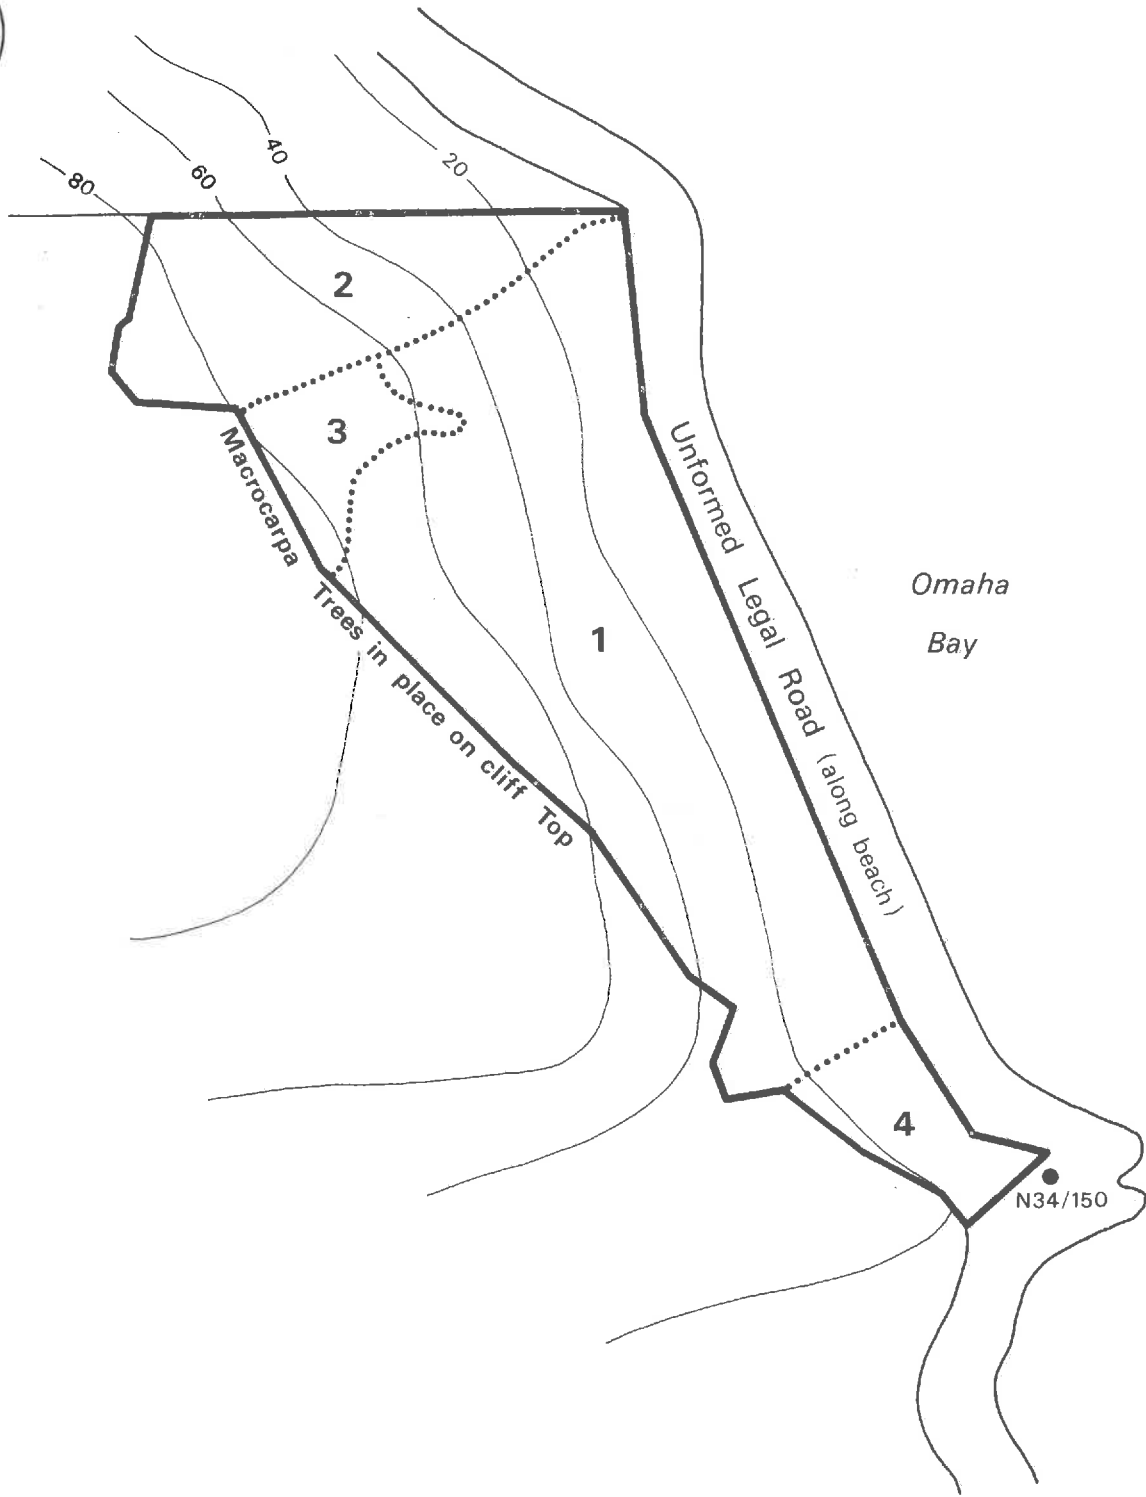 40
20
60
80
2
3
Macrocarpa Trees in place on cliff Top
Unformed Legal Road (along beach)
Omaha
Bay
1
4
N34/150